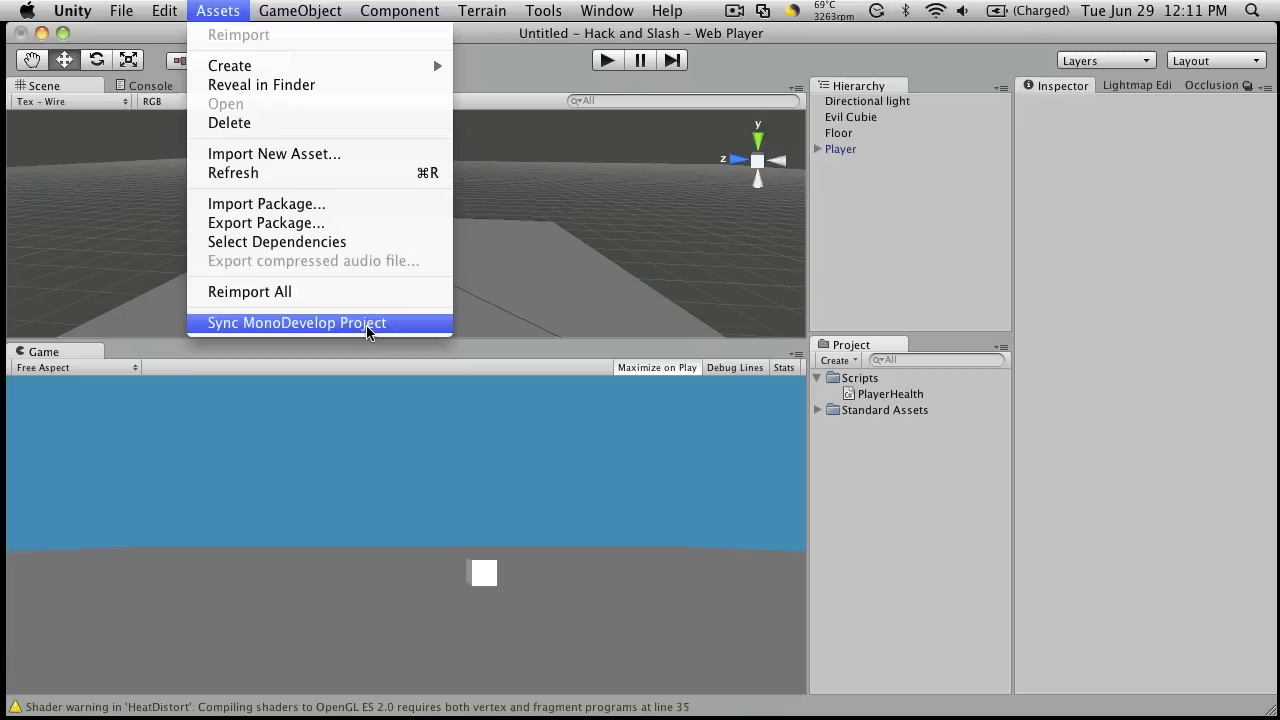 Unity File Edit Assets GameObject Component Terrain Tools Window Help 69°C 3263rpm (Charged) Tue Jun 29 12:11 PM
Untitled – Hack and Slash – Web Player
Layers Layout
Scene Console
Tex – Wire RGB All
Reimport
Create
Reveal in Finder
Open
Delete
Import New Asset...
Refresh ⌘R
Import Package...
Export Package...
Select Dependencies
Export compressed audio file...
Reimport All
Sync MonoDevelop Project
y
z
Hierarchy
Directional light
Evil Cubie
Floor
Player
Inspector Lightmap Edi Occlusion
Game
Free Aspect Maximize on Play Debug Lines Stats
Project
Create All
Scripts
PlayerHealth
Standard Assets
Shader warning in 'HeatDistort': Compiling shaders to OpenGL ES 2.0 requires both vertex and fragment programs at line 35